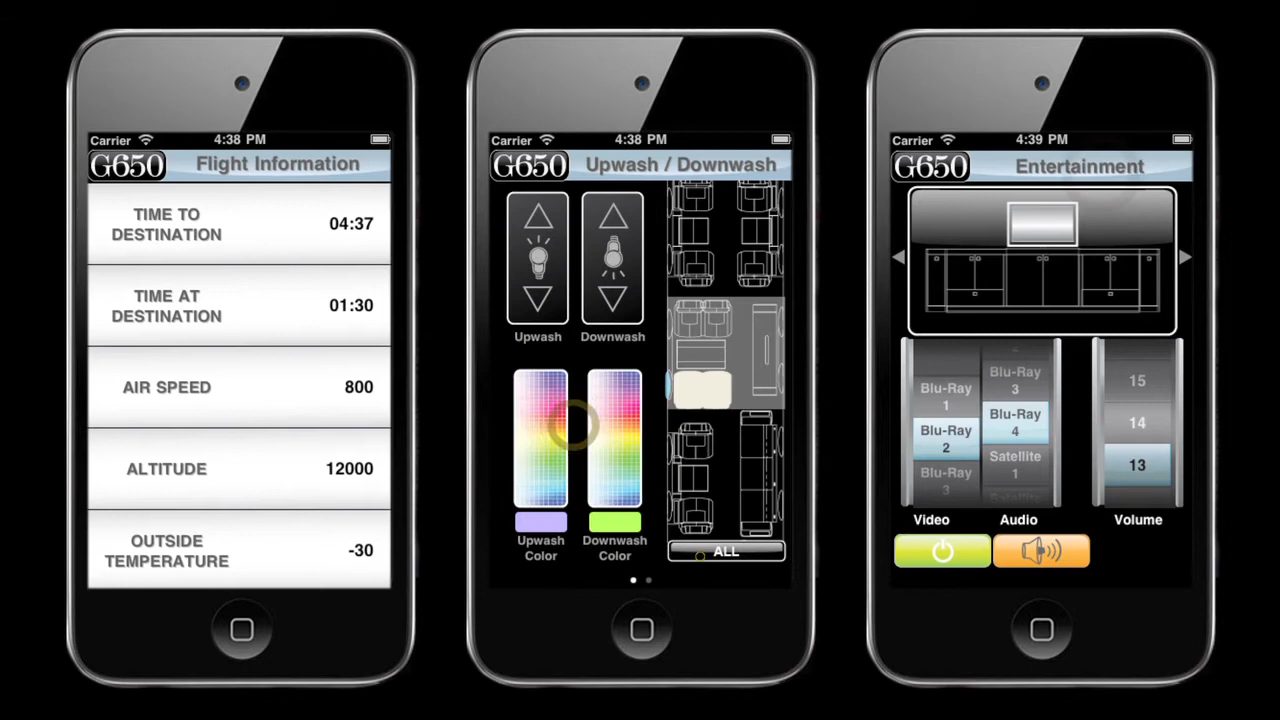 Carrier 4:38 PM
G650 Flight Information
TIME TO
DESTINATION
04:37
TIME AT
DESTINATION
01:30
AIR SPEED
800
ALTITUDE
12000
OUTSIDE
TEMPERATURE
-30
Carrier 4:38 PM
G650 Upwash / Downwash
Upwash
Downwash
Upwash
Color
Downwash
Color
ALL
Carrier 4:39 PM
G650 Entertainment
Blu-Ray
1
Blu-Ray
2
Blu-Ray
3
Blu-Ray
3
Blu-Ray
4
Satellite
1
Satellite
15
14
13
Video
Audio
Volume